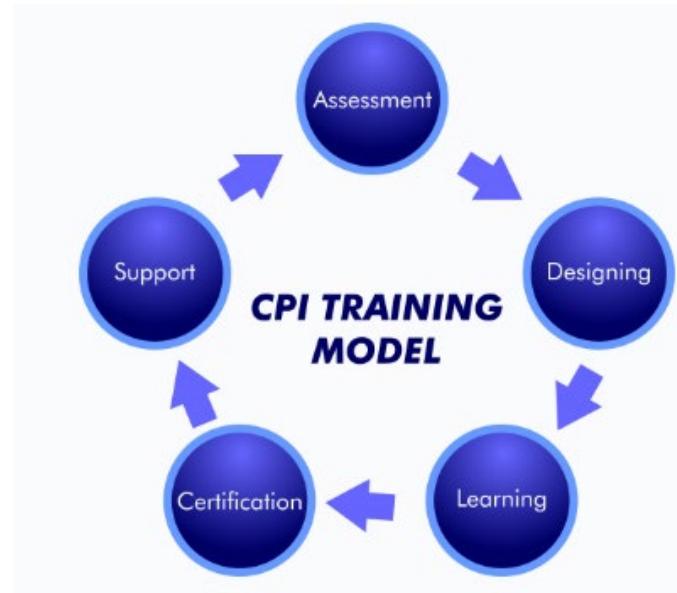 Assessment
Designing
Support
CPI TRAINING
MODEL
Learning
Certification